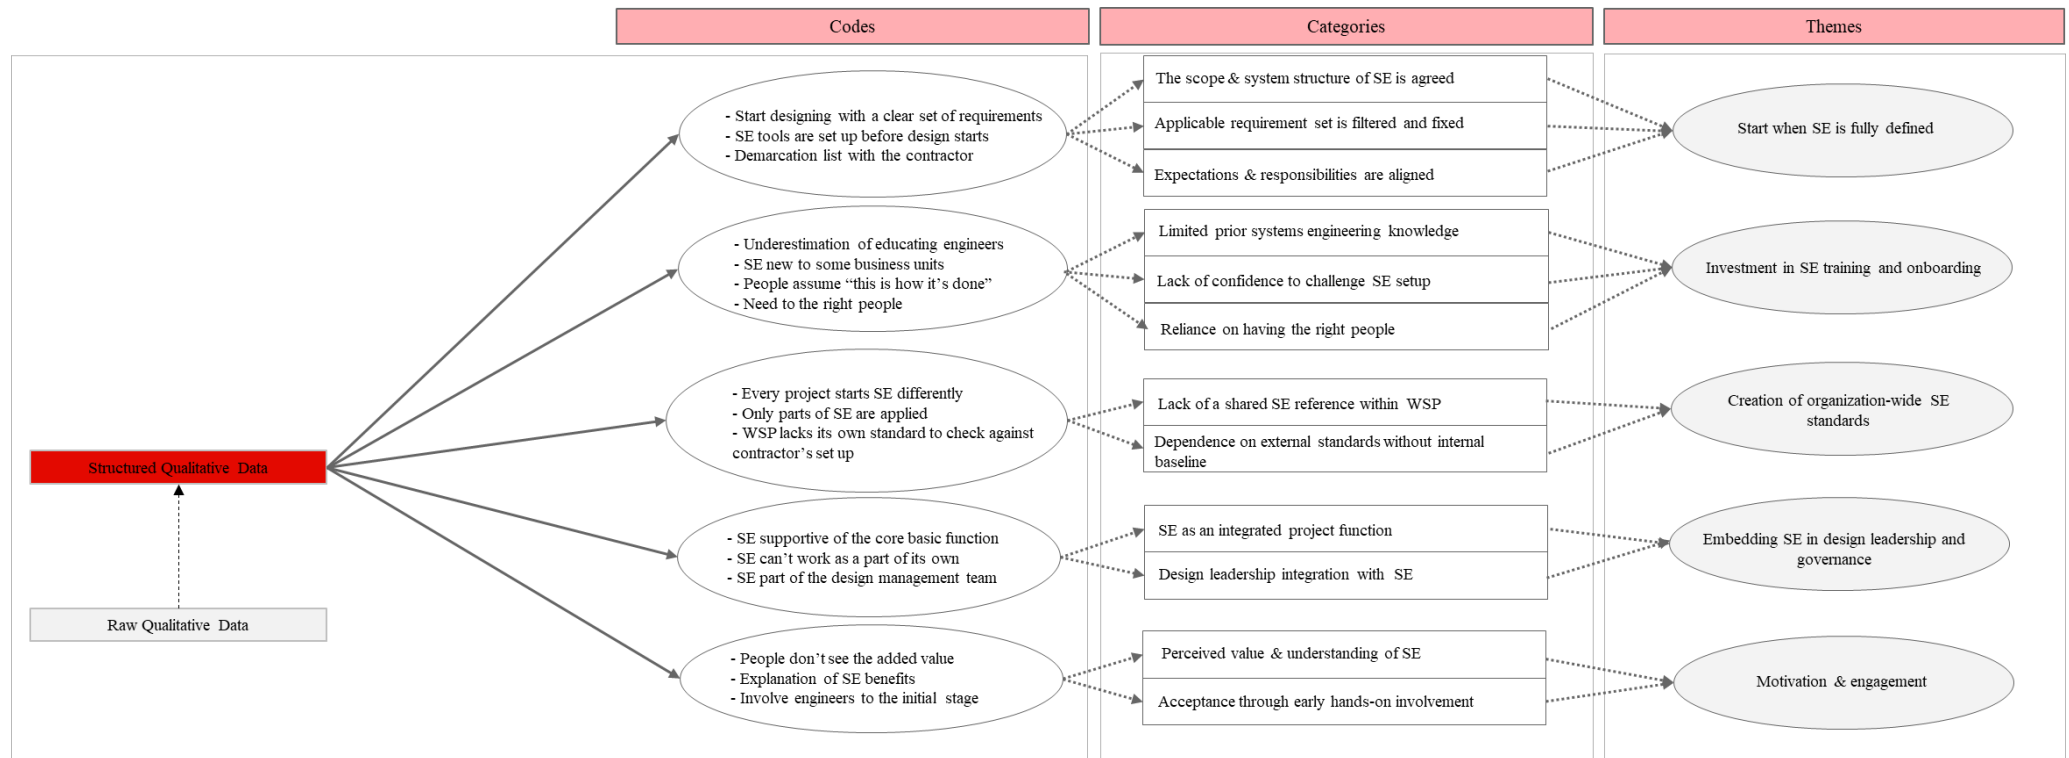 Codes
Categories
Themes
- Start designing with a clear set of requirements
- SE tools are set up before design starts
- Demarcation list with the contractor
The scope & system structure of SE is agreed
Applicable requirement set is filtered and fixed
Expectations & responsibilities are aligned
Start when SE is fully defined
- Underestimation of educating engineers
- SE new to some business units
- People assume “this is how it’s done”
- Need to the right people
Limited prior systems engineering knowledge
Lack of confidence to challenge SE setup
Reliance on having the right people
Investment in SE training and onboarding
- Every project starts SE differently
- Only parts of SE are applied
- WSP lacks its own standard to check against
contractor’s set up
Lack of a shared SE reference within WSP
Dependence on external standards without internal
baseline
Creation of organization-wide SE
standards
Structured Qualitative Data
- SE supportive of the core basic function
- SE can’t work as a part of its own
- SE part of the design management team
SE as an integrated project function
Design leadership integration with SE
Embedding SE in design leadership and
governance
Raw Qualitative Data
- People don’t see the added value
- Explanation of SE benefits
- Involve engineers to the initial stage
Perceived value & understanding of SE
Acceptance through early hands-on involvement
Motivation & engagement